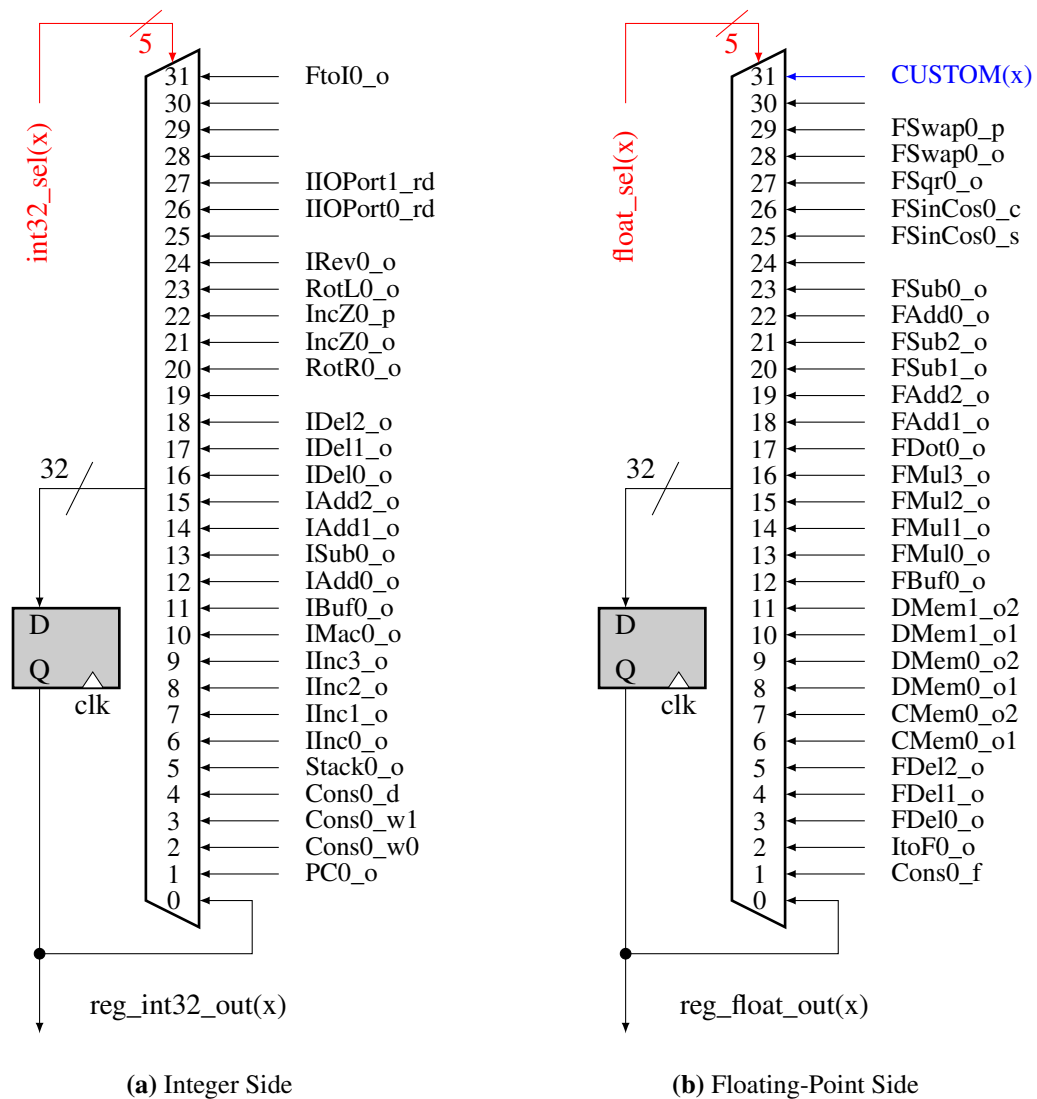 5
int32_sel(x)
31 FtoI0_o
30
29
28
27 IIOPort1_rd
26 IIOPort0_rd
25
24 IRev0_o
23 RotL0_o
22 IncZ0_p
21 IncZ0_o
20 RotR0_o
19
18 IDel2_o
17 IDel1_o
16 IDel0_o
15 IAdd2_o
14 IAdd1_o
13 ISub0_o
12 IAdd0_o
11 IBuf0_o
10 IMac0_o
9 IInc3_o
8 IInc2_o
7 IInc1_o
6 IInc0_o
5 Stack0_o
4 Cons0_d
3 Cons0_w1
2 Cons0_w0
1 PC0_o
0
32
D
Q
clk
reg_int32_out(x)
(a) Integer Side
5
float_sel(x)
31 CUSTOM(x)
30
29 FSwap0_p
28 FSwap0_o
27 FSqr0_o
26 FSinCos0_c
25 FSinCos0_s
24
23 FSub0_o
22 FAdd0_o
21 FSub2_o
20 FSub1_o
19 FAdd2_o
18 FAdd1_o
17 FDot0_o
16 FMul3_o
15 FMul2_o
14 FMul1_o
13 FMul0_o
12 FBuf0_o
11 DMem1_o2
10 DMem1_o1
9 DMem0_o2
8 DMem0_o1
7 CMem0_o2
6 CMem0_o1
5 FDel2_o
4 FDel1_o
3 FDel0_o
2 ItoF0_o
1 Cons0_f
0
32
D
Q
clk
reg_float_out(x)
(b) Floating-Point Side